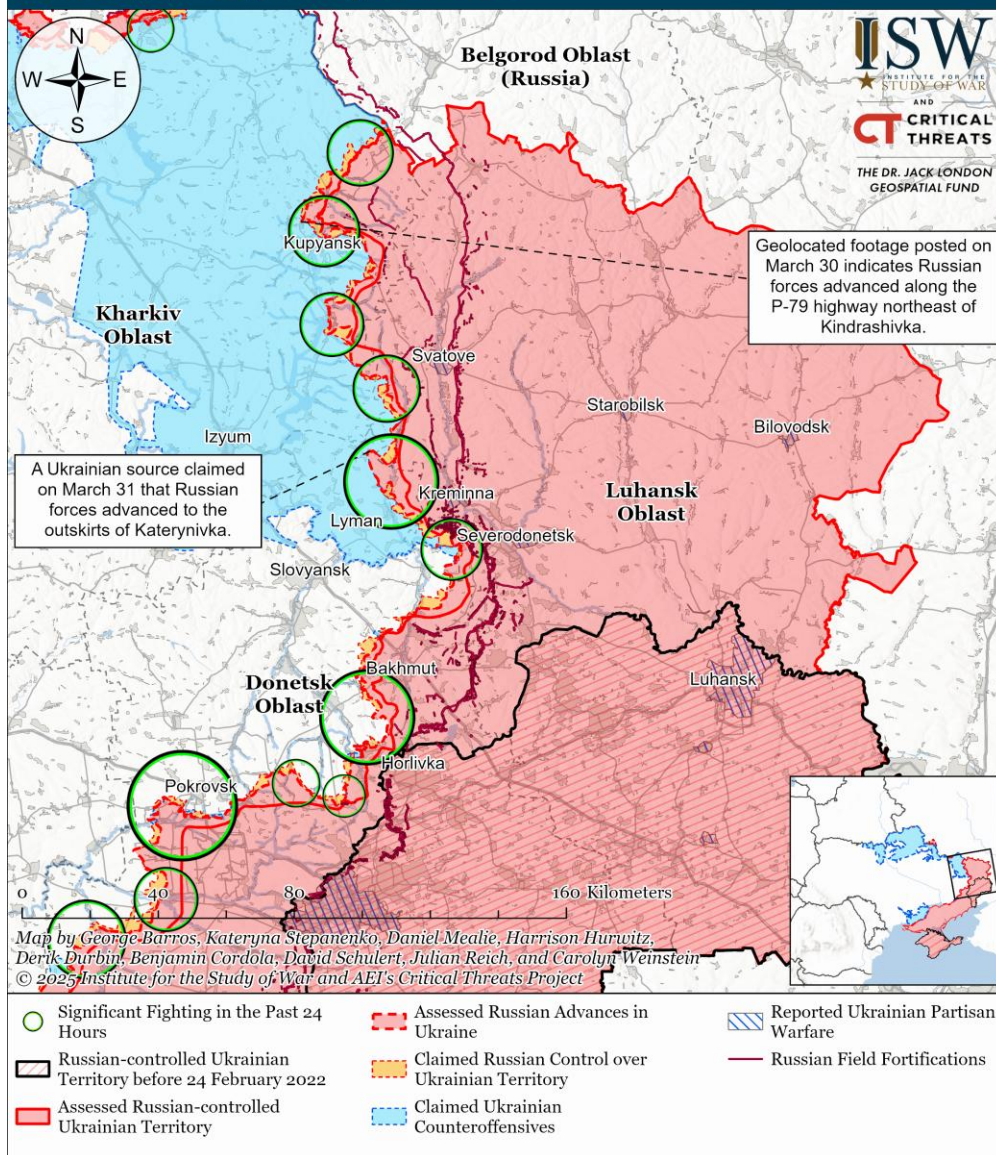 N
W
E
S
ISW
INSTITUTE FOR THE
STUDY OF WAR
AND
CT CRITICAL
THREATS
THE DR. JACK LONDON
GEOSPATIAL FUND
Belgorod Oblast
(Russia)
Geolocated footage posted on
March 30 indicates Russian
forces advanced along the
P-79 highway northeast of
Kindrashivka.
Kupyansk
Kharkiv
Oblast
Svatove
Starobilsk
Bilovodsk
Izyum
A Ukrainian source claimed
on March 31 that Russian
forces advanced to the
outskirts of Katerynivka.
Kreminna
Luhansk
Oblast
Lyman
Severodonetsk
Slovyansk
Bakhmut
Luhansk
Donetsk
Oblast
Horlivka
Pokrovsk
0 40 80 160 Kilometers
Map by George Barros, Kateryna Stepanenko, Daniel Mealie, Harrison Hurwitz,
Derik Durbin, Benjamin Cordola, David Schulert, Julian Reich, and Carolyn Weinstein
© 2025 Institute for the Study of War and AEI's Critical Threats Project
Significant Fighting in the Past 24
Hours
Russian-controlled Ukrainian
Territory before 24 February 2022
Assessed Russian-controlled
Ukrainian Territory
Assessed Russian Advances in
Ukraine
Claimed Russian Control over
Ukrainian Territory
Claimed Ukrainian
Counteroffensives
Reported Ukrainian Partisan
Warfare
Russian Field Fortifications